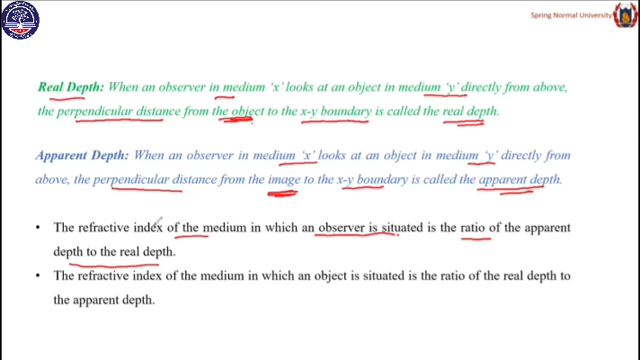 Spring Normal University
Real Depth: When an observer in medium 'x' looks at an object in medium 'y' directly from above,
the perpendicular distance from the object to the x-y boundary is called the real depth.
Apparent Depth: When an observer in medium 'x' looks at an object in medium 'y' directly from
above, the perpendicular distance from the image to the x-y boundary is called the apparent depth.
• The refractive index of the medium in which an observer is situated is the ratio of the apparent
depth to the real depth.
• The refractive index of the medium in which an object is situated is the ratio of the real depth to
the apparent depth.